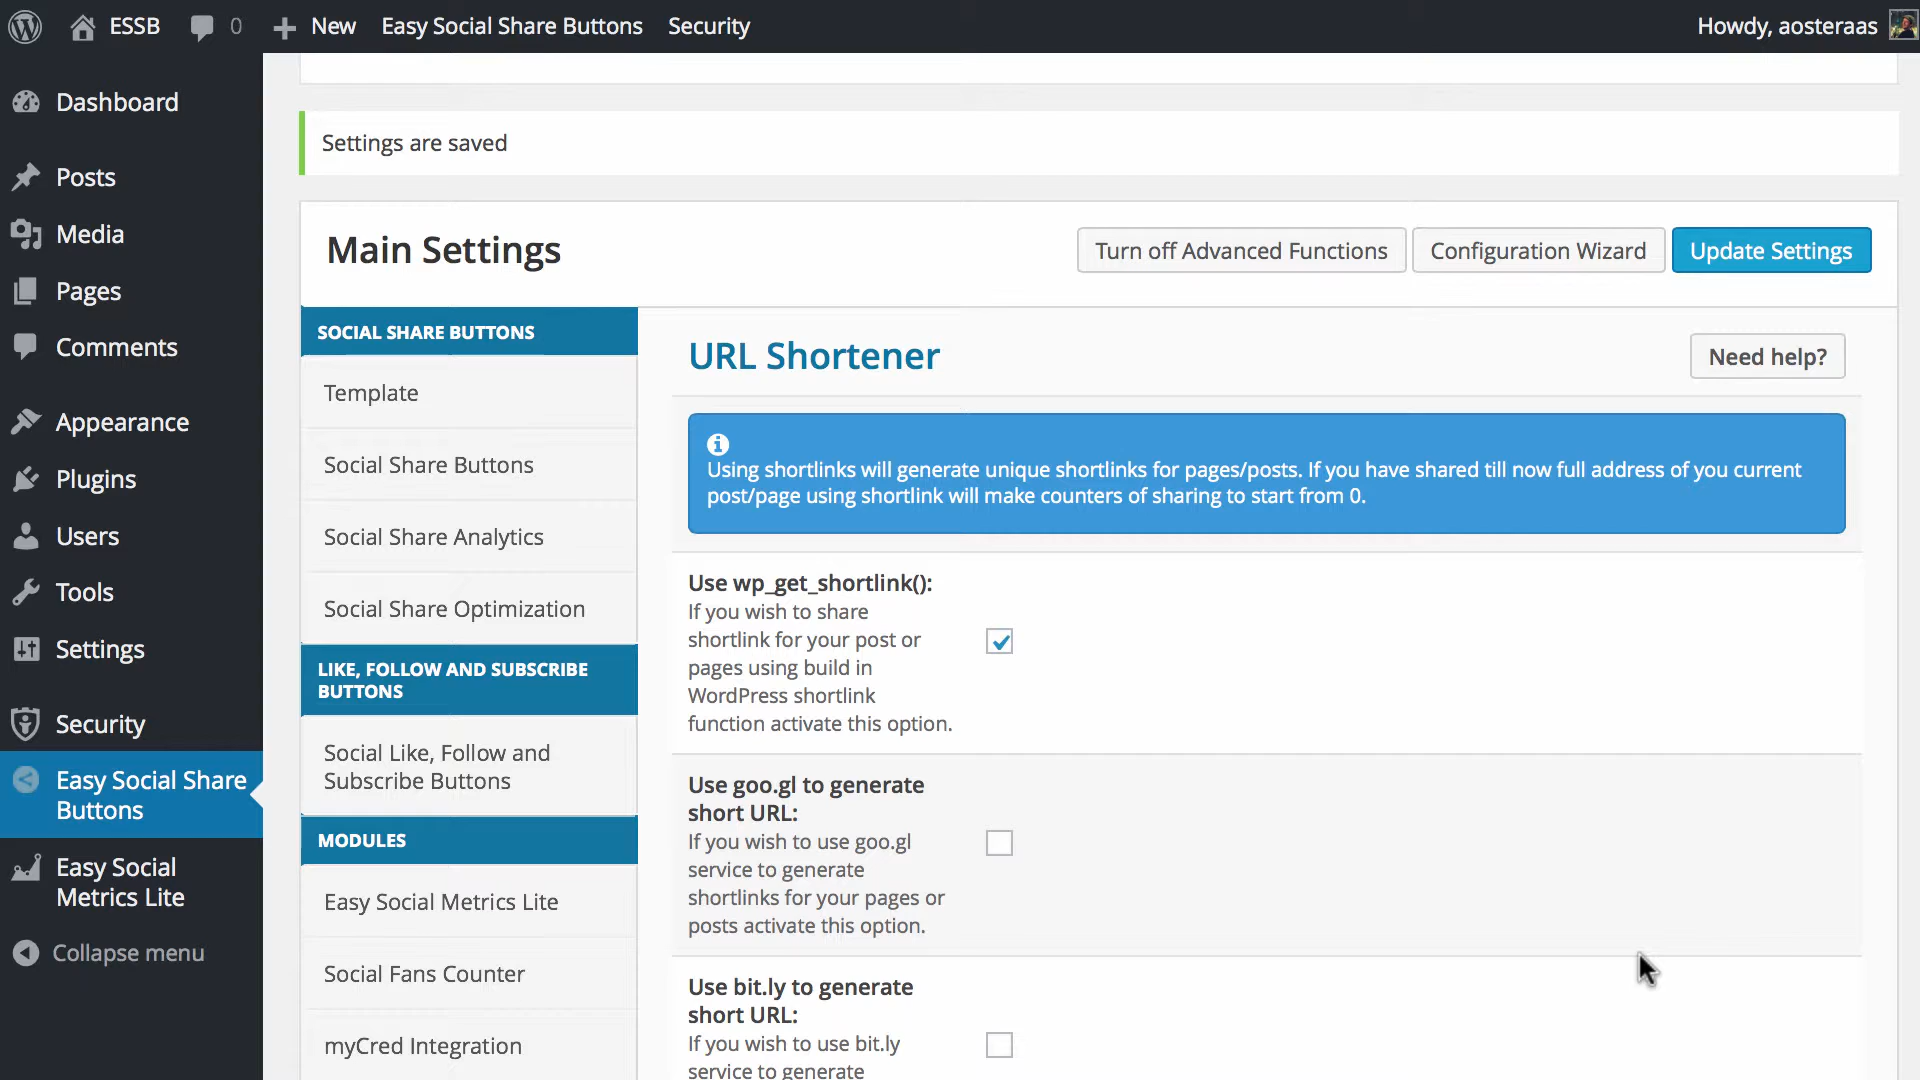 ESSB 0 New Easy Social Share Buttons Security Howdy, aosteraas
Dashboard
Posts
Media
Pages
Comments
Appearance
Plugins
Users
Tools
Settings
Security
Easy Social Share
Buttons
Easy Social
Metrics Lite
Collapse menu
Settings are saved
Main Settings
Turn off Advanced Functions
Configuration Wizard
Update Settings
SOCIAL SHARE BUTTONS
Template
Social Share Buttons
Social Share Analytics
Social Share Optimization
LIKE, FOLLOW AND SUBSCRIBE
BUTTONS
Social Like, Follow and
Subscribe Buttons
MODULES
Easy Social Metrics Lite
Social Fans Counter
myCred Integration
URL Shortener
Need help?
Using shortlinks will generate unique shortlinks for pages/posts. If you have shared till now full address of you current
post/page using shortlink will make counters of sharing to start from 0.
Use wp_get_shortlink():
If you wish to share
shortlink for your post or
pages using build in
WordPress shortlink
function activate this option.
Use goo.gl to generate
short URL:
If you wish to use goo.gl
service to generate
shortlinks for your pages or
posts activate this option.
Use bit.ly to generate
short URL:
If you wish to use bit.ly
service to generate